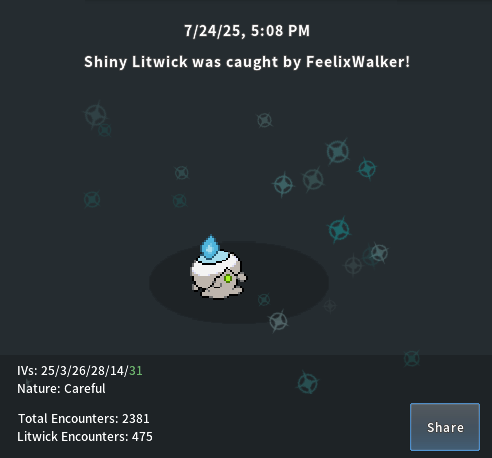 7/24/25, 5:08 PM
Shiny Litwick was caught by FeelixWalker!
IVs: 25/3/26/28/14/31
Nature: Careful
Total Encounters: 2381
Litwick Encounters: 475
Share